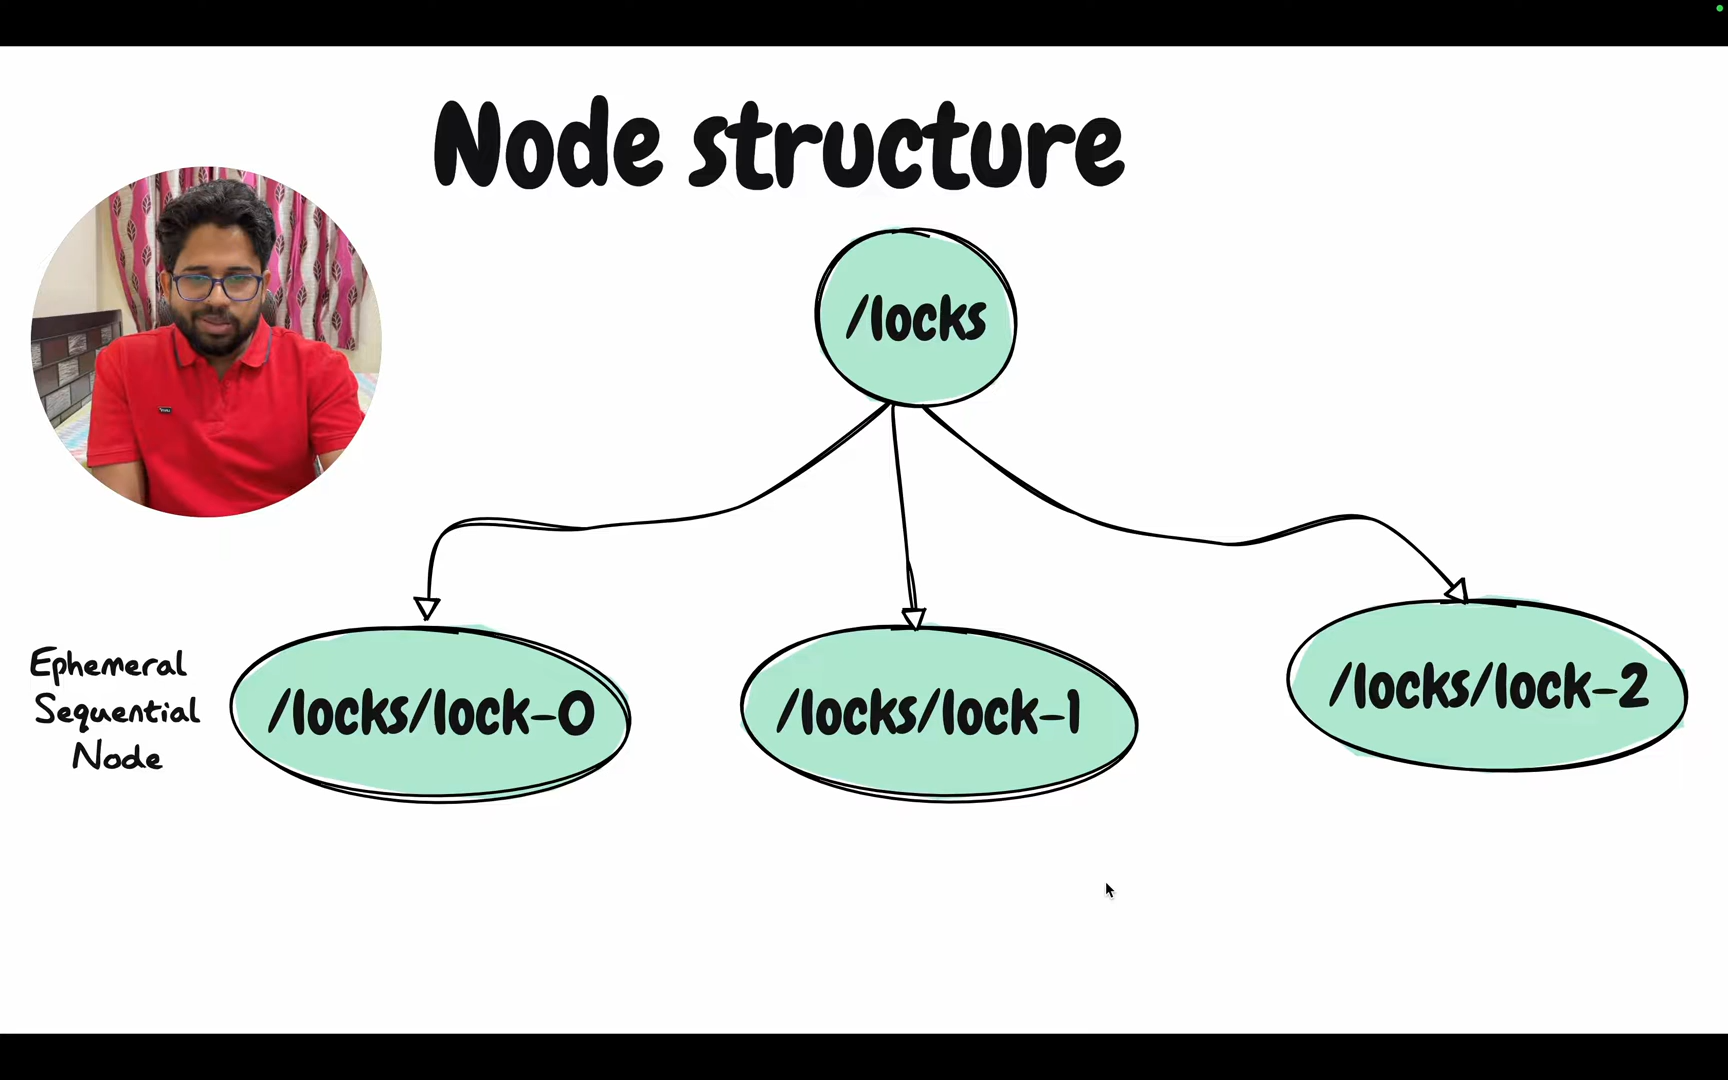 Node structure
/locks
Ephemeral
Sequential
Node
/locks/lock-0
/locks/lock-1
/locks/lock-2